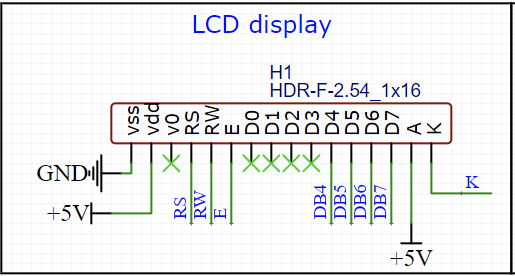 LCD display
H1
HDR-F-2.54_1x16
vss vdd v0 RS RW E D0 D1 D2 D3 D4 D5 D6 D7 A K
GND
+5V
RS RW E DB4 DB5 DB6 DB7 K
+5V